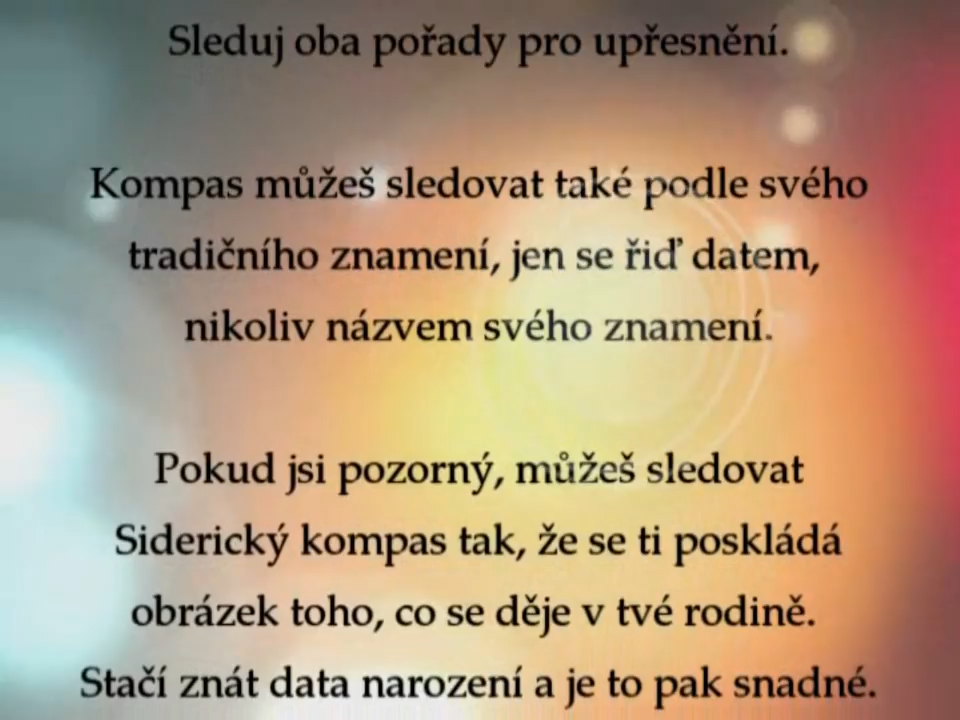 Sleduj oba pořady pro upřesnění.
Kompas můžeš sledovat také podle svého
tradičního znamení, jen se řiď datem,
nikoliv názvem svého znamení.
Pokud jsi pozorný, můžeš sledovat
Siderický kompas tak, že se ti poskládá
obrázek toho, co se děje v tvé rodině.
Stačí znát data narození a je to pak snadné.